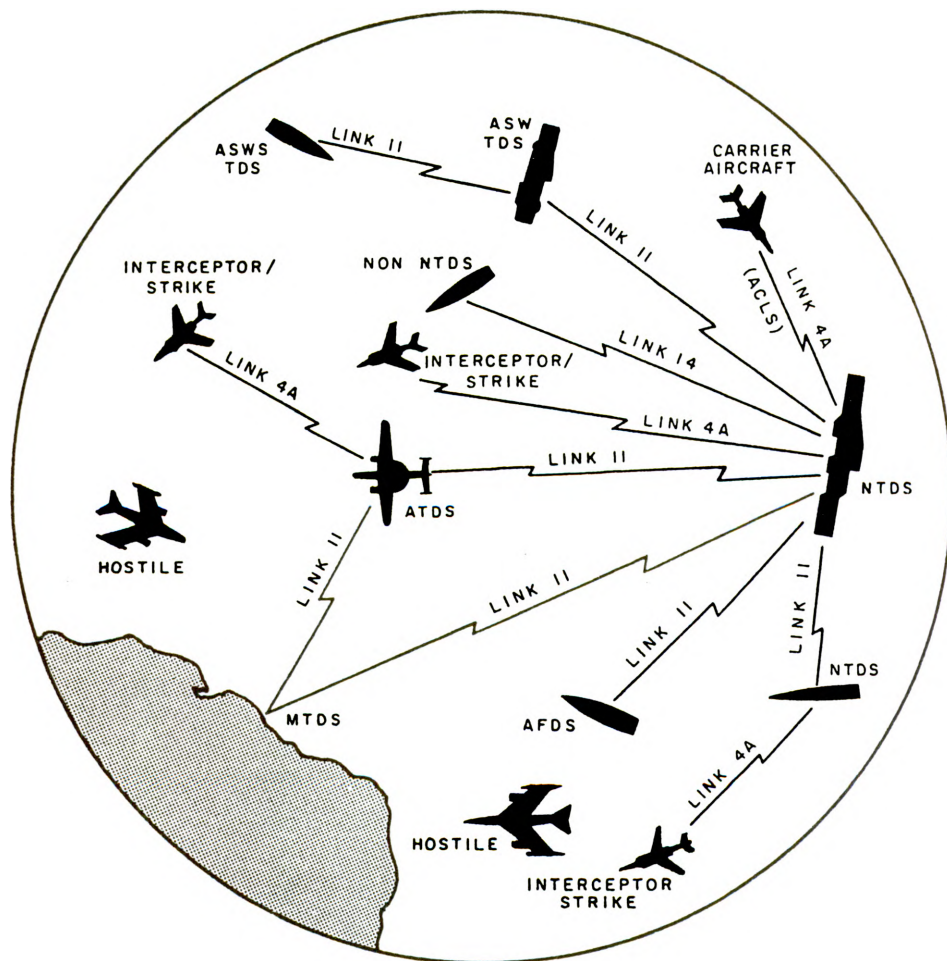 ASWS
TDS
LINK 11
ASW
TDS
CARRIER
AIRCRAFT
LINK 11
LINK 4A
(ACLS)
INTERCEPTOR/
STRIKE
NON NTDS
LINK 14
INTERCEPTOR/
STRIKE
LINK 4A
LINK 4A
LINK 11
NTDS
ATDS
HOSTILE
LINK 11
LINK 11
LINK 11
LINK 11
NTDS
MTDS
AFDS
LINK 4A
HOSTILE
INTERCEPTOR
STRIKE